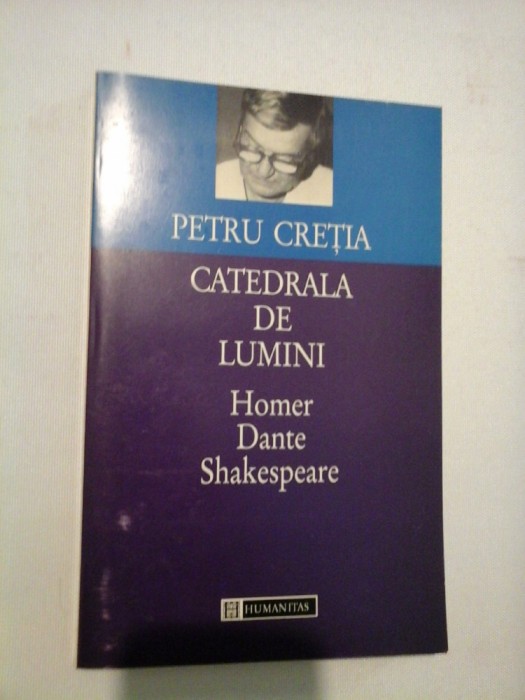 PETRU CREȚIA
CATEDRALA
DE
LUMINI
Homer
Dante
Shakespeare
HUMANITAS